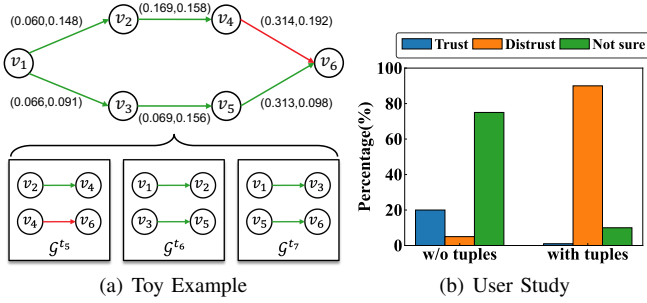 (0.060,0.148)
(0.169,0.158)
(0.314,0.192)
v2
v4
v1
v6
(0.066,0.091)
v3
v5
(0.313,0.098)
(0.069,0.156)
v2 v4 v1 v2 v1 v3
v4 v6 v3 v5 v5 v6
𝒢^t5 𝒢^t6 𝒢^t7
(a) Toy Example
Trust Distrust Not sure
Percentage(%)
100
80
60
40
20
0
w/o tuples with tuples
(b) User Study